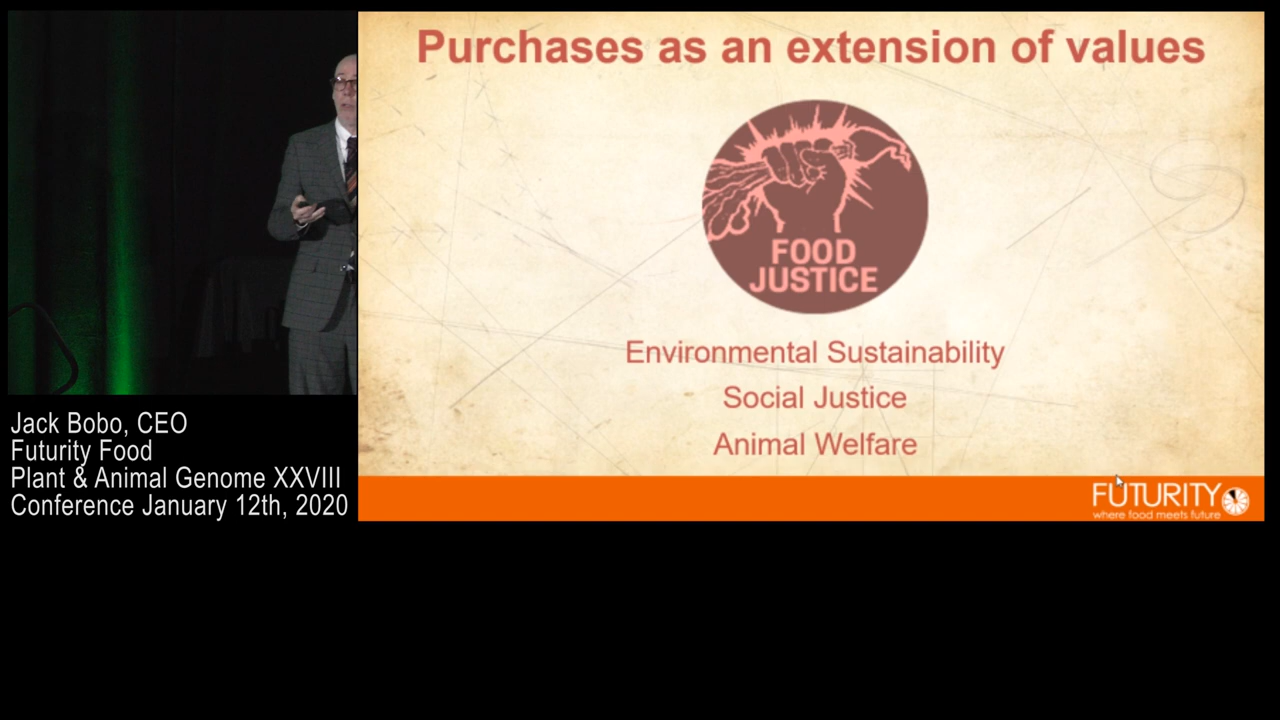 Purchases as an extension of values
FOOD
JUSTICE
Environmental Sustainability
Social Justice
Animal Welfare
FUTURITY
where food meets future
Jack Bobo, CEO
Futurity Food
Plant & Animal Genome XXVIII
Conference January 12th, 2020